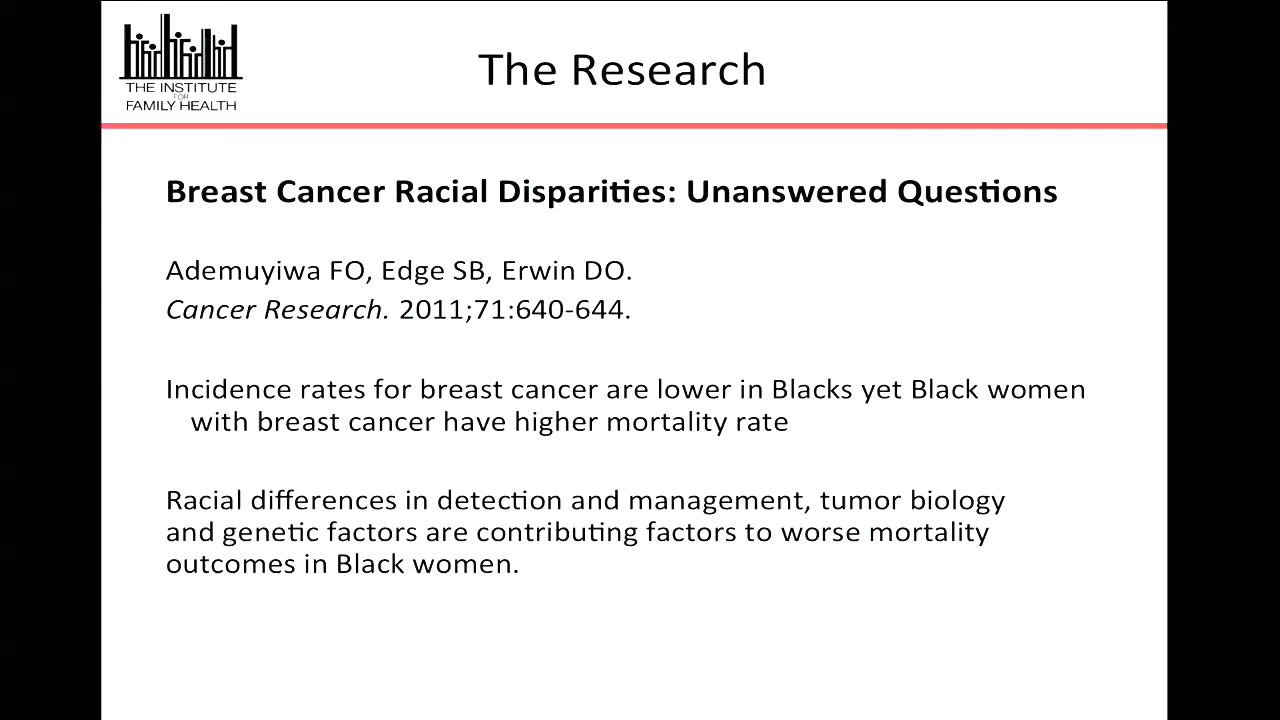 THE INSTITUTE
FOR
FAMILY HEALTH
The Research
Breast Cancer Racial Disparities: Unanswered Questions
Ademuyiwa FO, Edge SB, Erwin DO.
Cancer Research. 2011;71:640-644.
Incidence rates for breast cancer are lower in Blacks yet Black women
with breast cancer have higher mortality rate
Racial differences in detection and management, tumor biology
and genetic factors are contributing factors to worse mortality
outcomes in Black women.